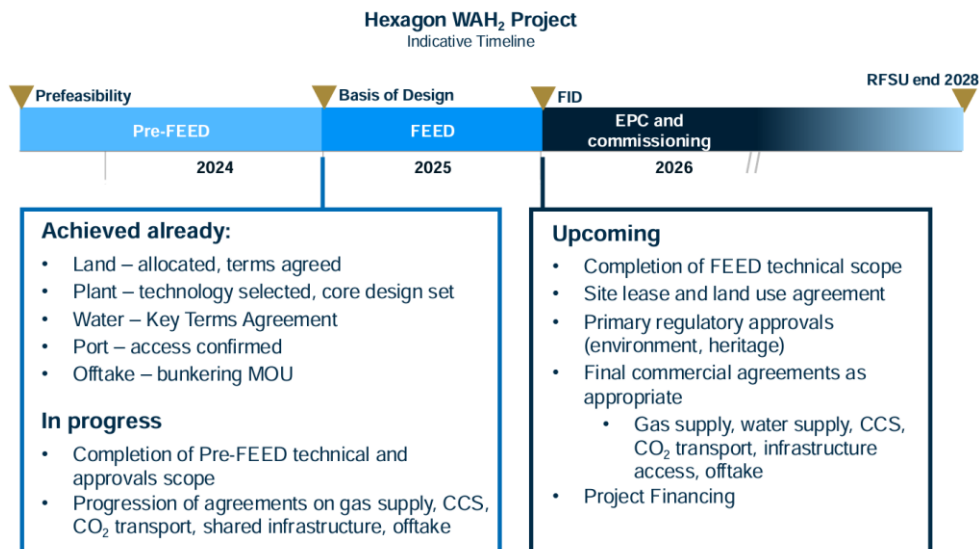 Hexagon WAH₂ Project
Indicative Timeline
RFSU end 2028
Prefeasibility
Basis of Design
FID
Pre-FEED
FEED
EPC and
commissioning
2024
2025
2026
Achieved already:
• Land – allocated, terms agreed
• Plant – technology selected, core design set
• Water – Key Terms Agreement
• Port – access confirmed
• Offtake – bunkering MOU
In progress
• Completion of Pre-FEED technical and
approvals scope
• Progression of agreements on gas supply, CCS,
CO₂ transport, shared infrastructure, offtake
Upcoming
• Completion of FEED technical scope
• Site lease and land use agreement
• Primary regulatory approvals
(environment, heritage)
• Final commercial agreements as
appropriate
• Gas supply, water supply, CCS,
CO₂ transport, infrastructure
access, offtake
• Project Financing